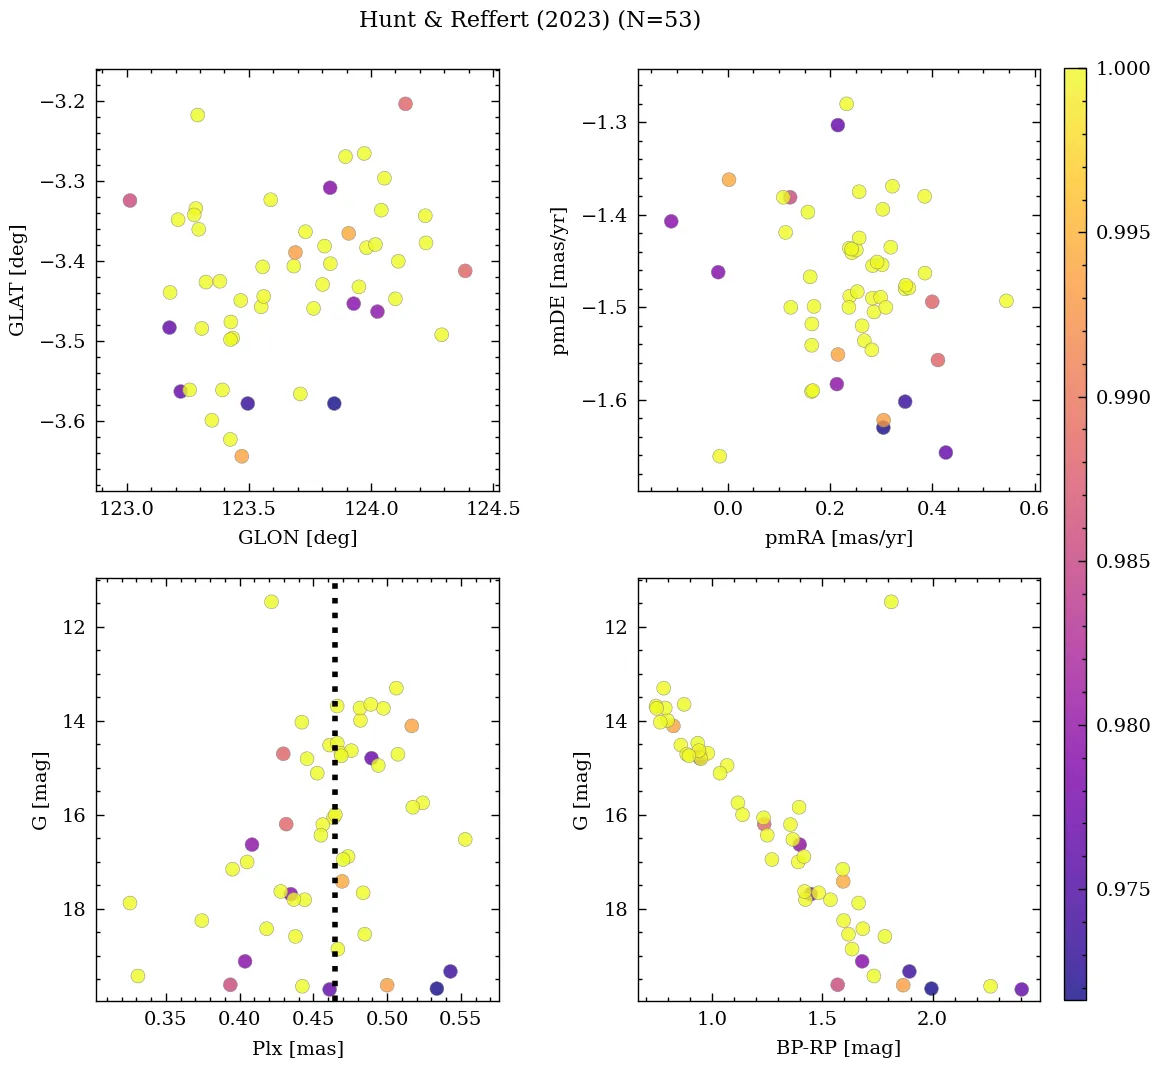 Hunt & Reffert (2023) (N=53)
−3.2
−3.3
−3.4
−3.5
−3.6
GLAT [deg]
123.0 123.5 124.0 124.5
GLON [deg]
−1.3
−1.4
−1.5
−1.6
pmDE [mas/yr]
0.0 0.2 0.4 0.6
pmRA [mas/yr]
12
14
16
18
G [mag]
0.35 0.40 0.45 0.50 0.55
Plx [mas]
12
14
16
18
G [mag]
1.0 1.5 2.0
BP-RP [mag]
1.000
0.995
0.990
0.985
0.980
0.975